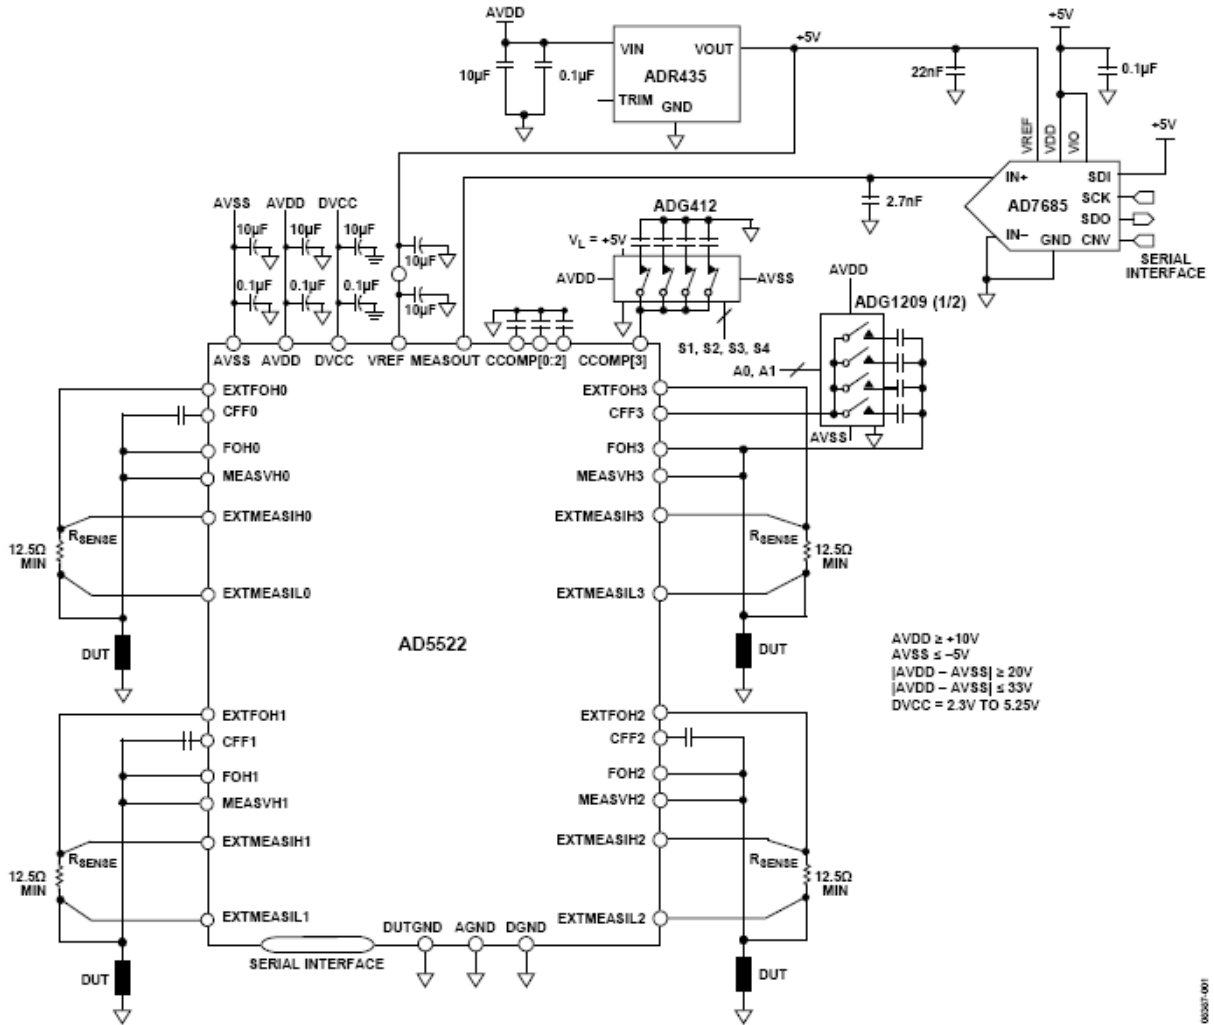 AVDD
10µF
0.1µF
VIN
VOUT
ADR435
TRIM
GND
+5V
22nF
+5V
0.1µF
VREF
VDD
VIO
+5V
IN+
SDI
SCK
AD7685
SDO
IN–
GND
CNV
SERIAL
INTERFACE
2.7nF
AVSS
AVDD
DVCC
10µF
10µF
10µF
0.1µF
0.1µF
0.1µF
10µF
10µF
ADG412
VL = +5V
AVDD
AVSS
S1, S2, S3, S4
AVDD
ADG1209 (1/2)
A0, A1
AVSS
AVSS
AVDD
DVCC
VREF
MEASOUT
CCOMP[0:2]
CCOMP[3]
EXTFOH0
CFF0
FOH0
MEASVH0
EXTMEASIH0
EXTMEASIL0
RSENSE
12.5Ω
MIN
DUT
EXTFOH3
CFF3
FOH3
MEASVH3
EXTMEASIH3
EXTMEASIL3
RSENSE
12.5Ω
MIN
DUT
AD5522
AVDD ≥ +10V
AVSS ≤ –5V
|AVDD – AVSS| ≥ 20V
|AVDD – AVSS| ≤ 33V
DVCC = 2.3V TO 5.25V
EXTFOH1
CFF1
FOH1
MEASVH1
EXTMEASIH1
EXTMEASIL1
RSENSE
12.5Ω
MIN
DUT
EXTFOH2
CFF2
FOH2
MEASVH2
EXTMEASIH2
EXTMEASIL2
RSENSE
12.5Ω
MIN
DUT
SERIAL INTERFACE
DUTGND
AGND
DGND
08387-001